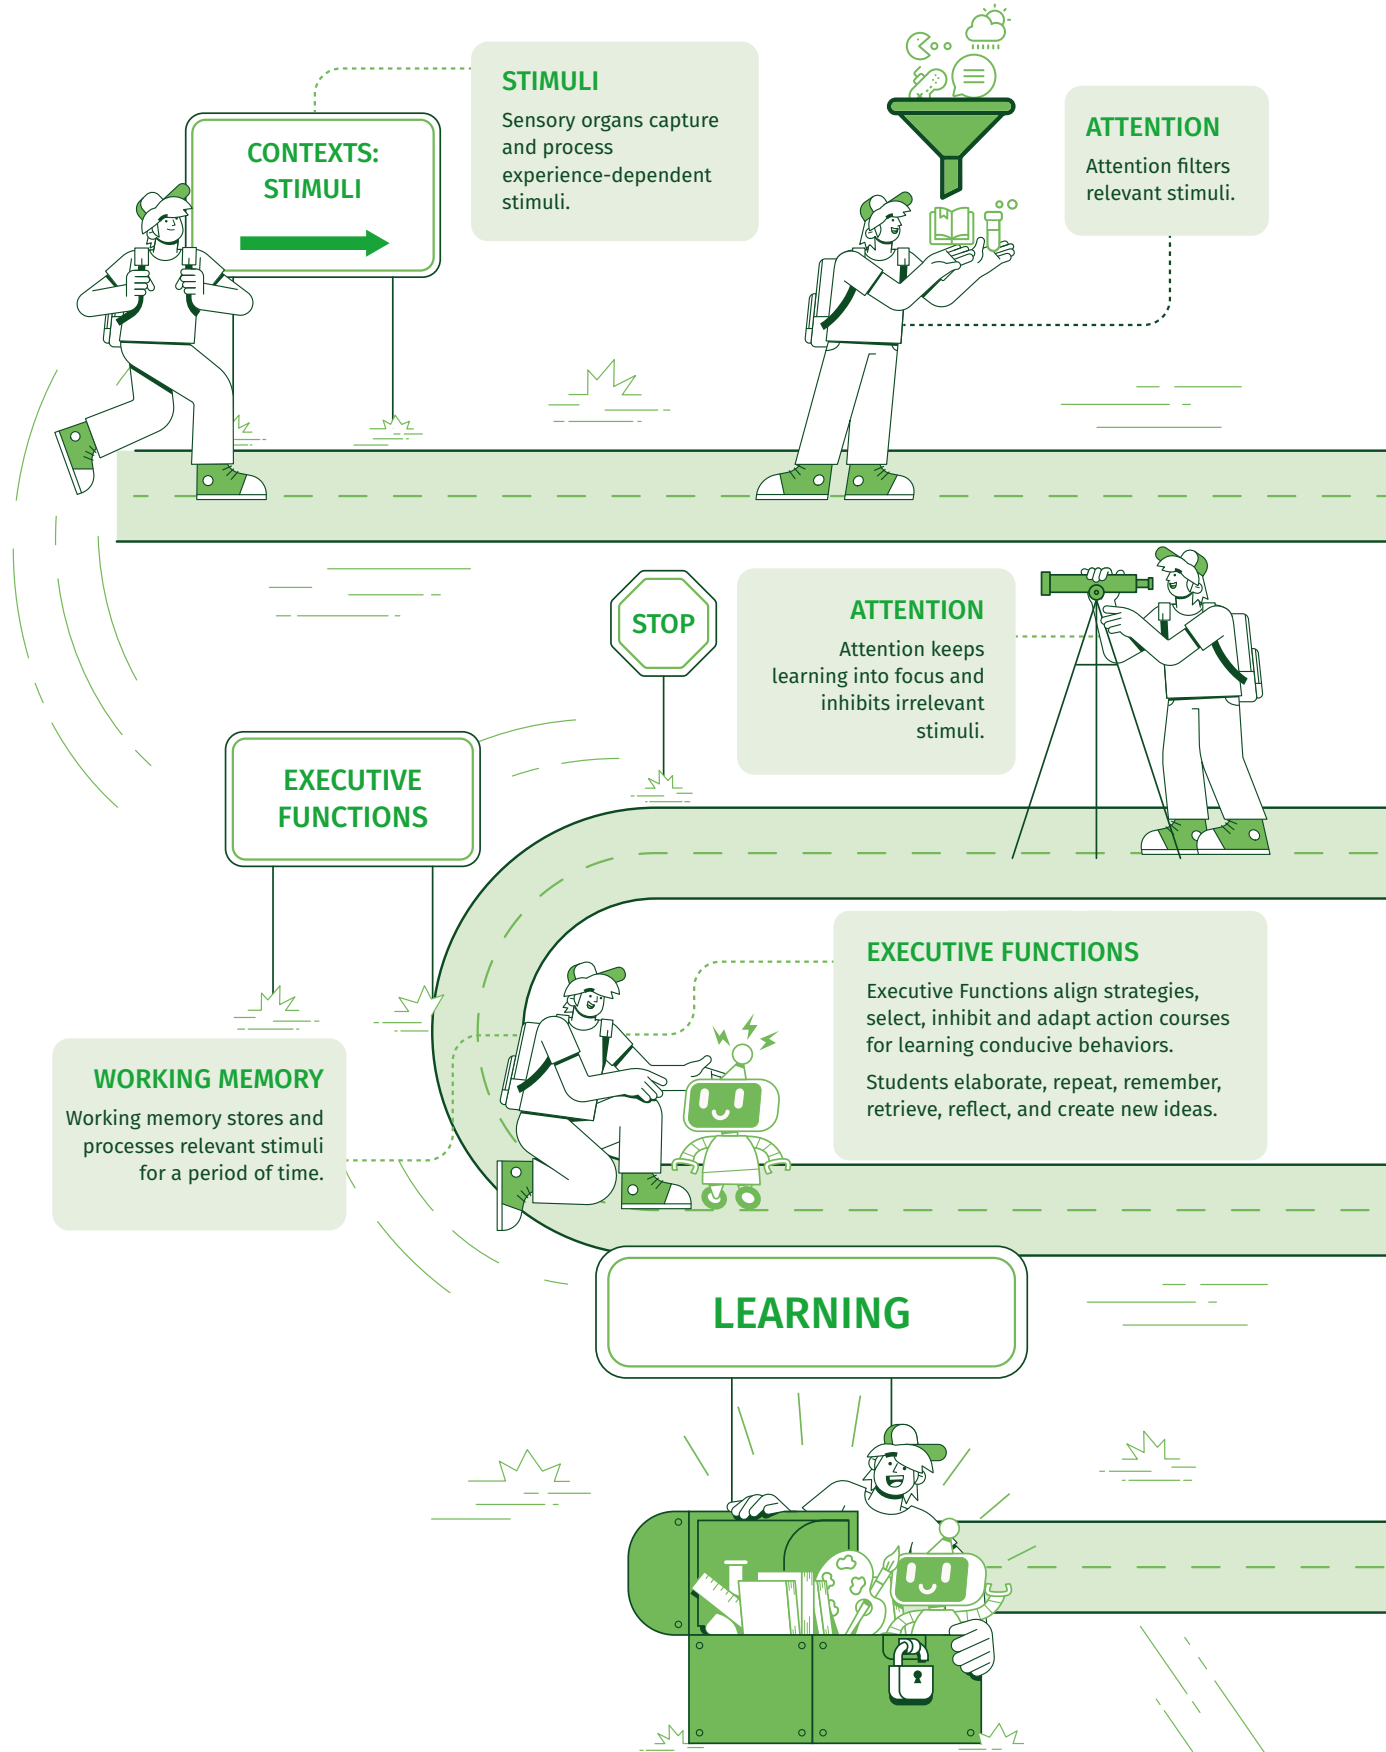 CONTEXTS:
STIMULI
STIMULI
Sensory organs capture
and process
experience-dependent
stimuli.
ATTENTION
Attention filters
relevant stimuli.
STOP
ATTENTION
Attention keeps
learning into focus and
inhibits irrelevant
stimuli.
EXECUTIVE
FUNCTIONS
EXECUTIVE FUNCTIONS
Executive Functions align strategies,
select, inhibit and adapt action courses
for learning conducive behaviors.
Students elaborate, repeat, remember,
retrieve, reflect, and create new ideas.
WORKING MEMORY
Working memory stores and
processes relevant stimuli
for a period of time.
LEARNING